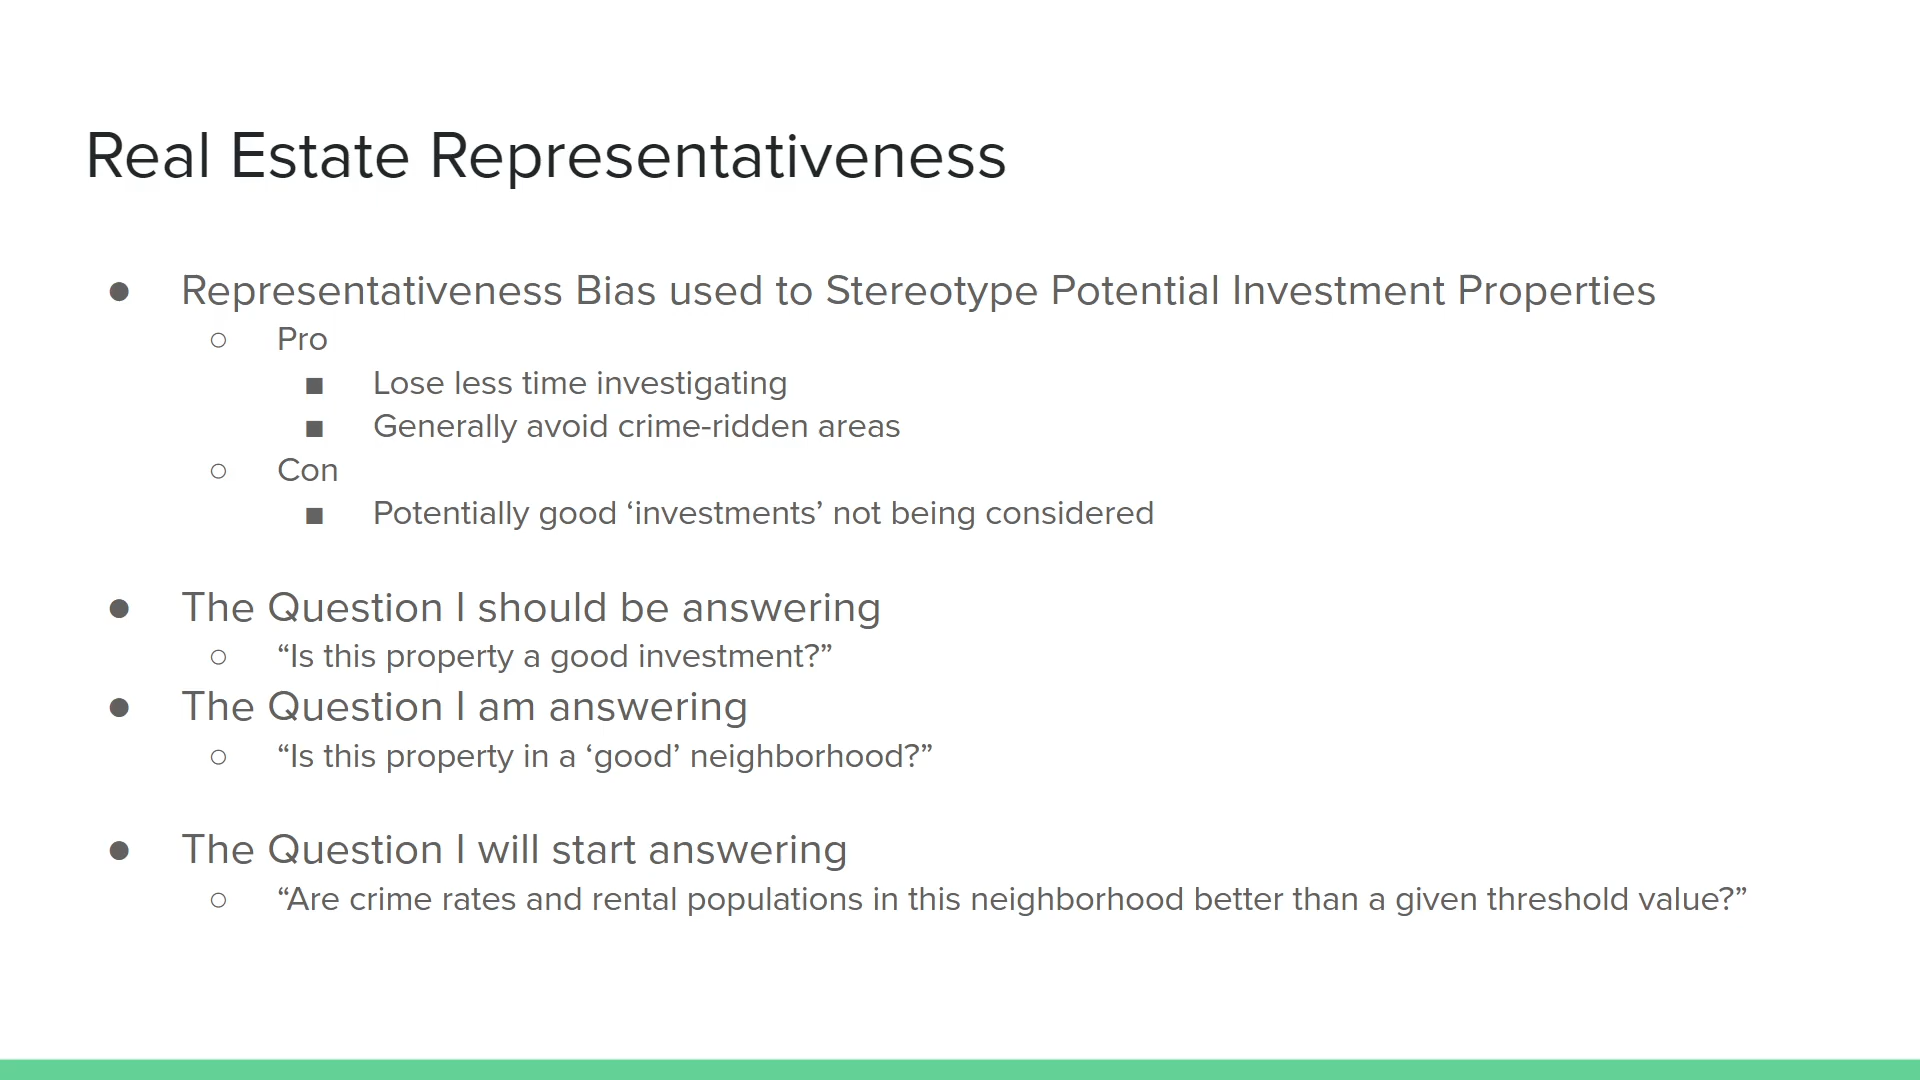 Real Estate Representativeness
● Representativeness Bias used to Stereotype Potential Investment Properties
○ Pro
■ Lose less time investigating
■ Generally avoid crime-ridden areas
○ Con
■ Potentially good ‘investments’ not being considered
● The Question I should be answering
○ “Is this property a good investment?”
● The Question I am answering
○ “Is this property in a ‘good’ neighborhood?”
● The Question I will start answering
○ “Are crime rates and rental populations in this neighborhood better than a given threshold value?”